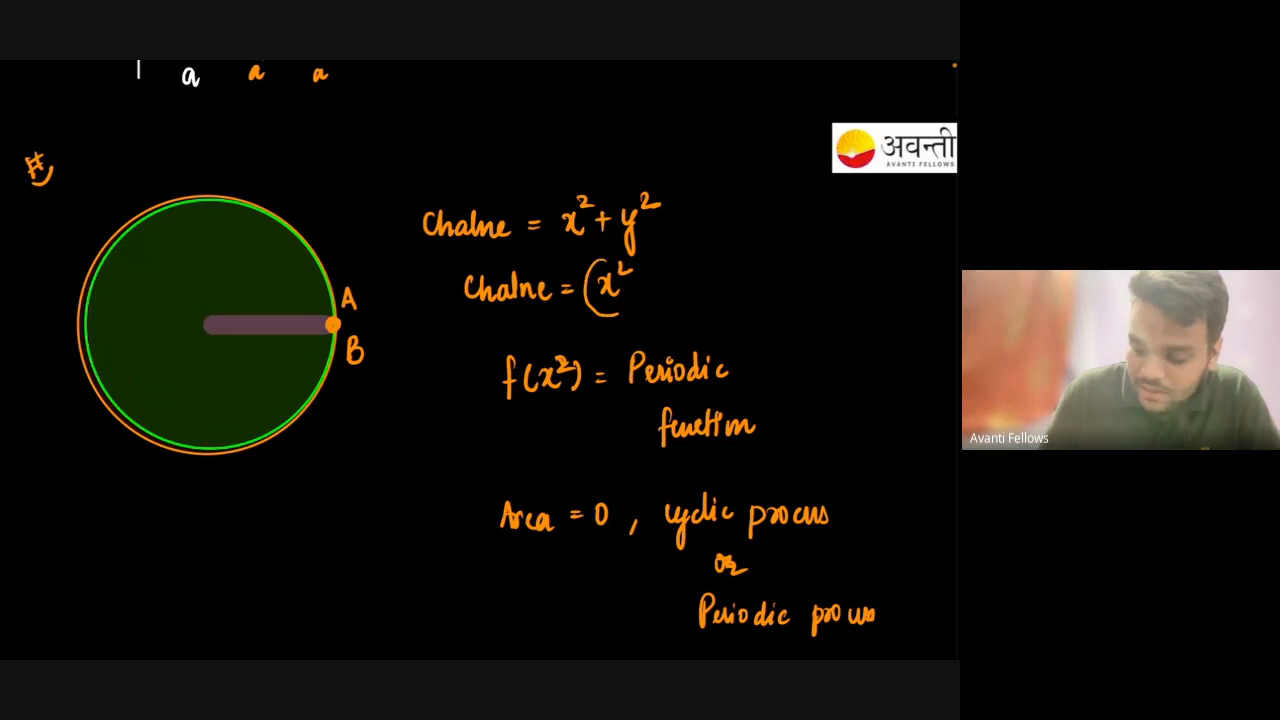 a a a
#
अवन्ती
AVANTI FELLOWS
Chalne = x² + y²
Chalne = (x²
A
B
f(x²) = Periodic
function
Area = 0, cyclic process
or
Periodic process
Avanti Fellows